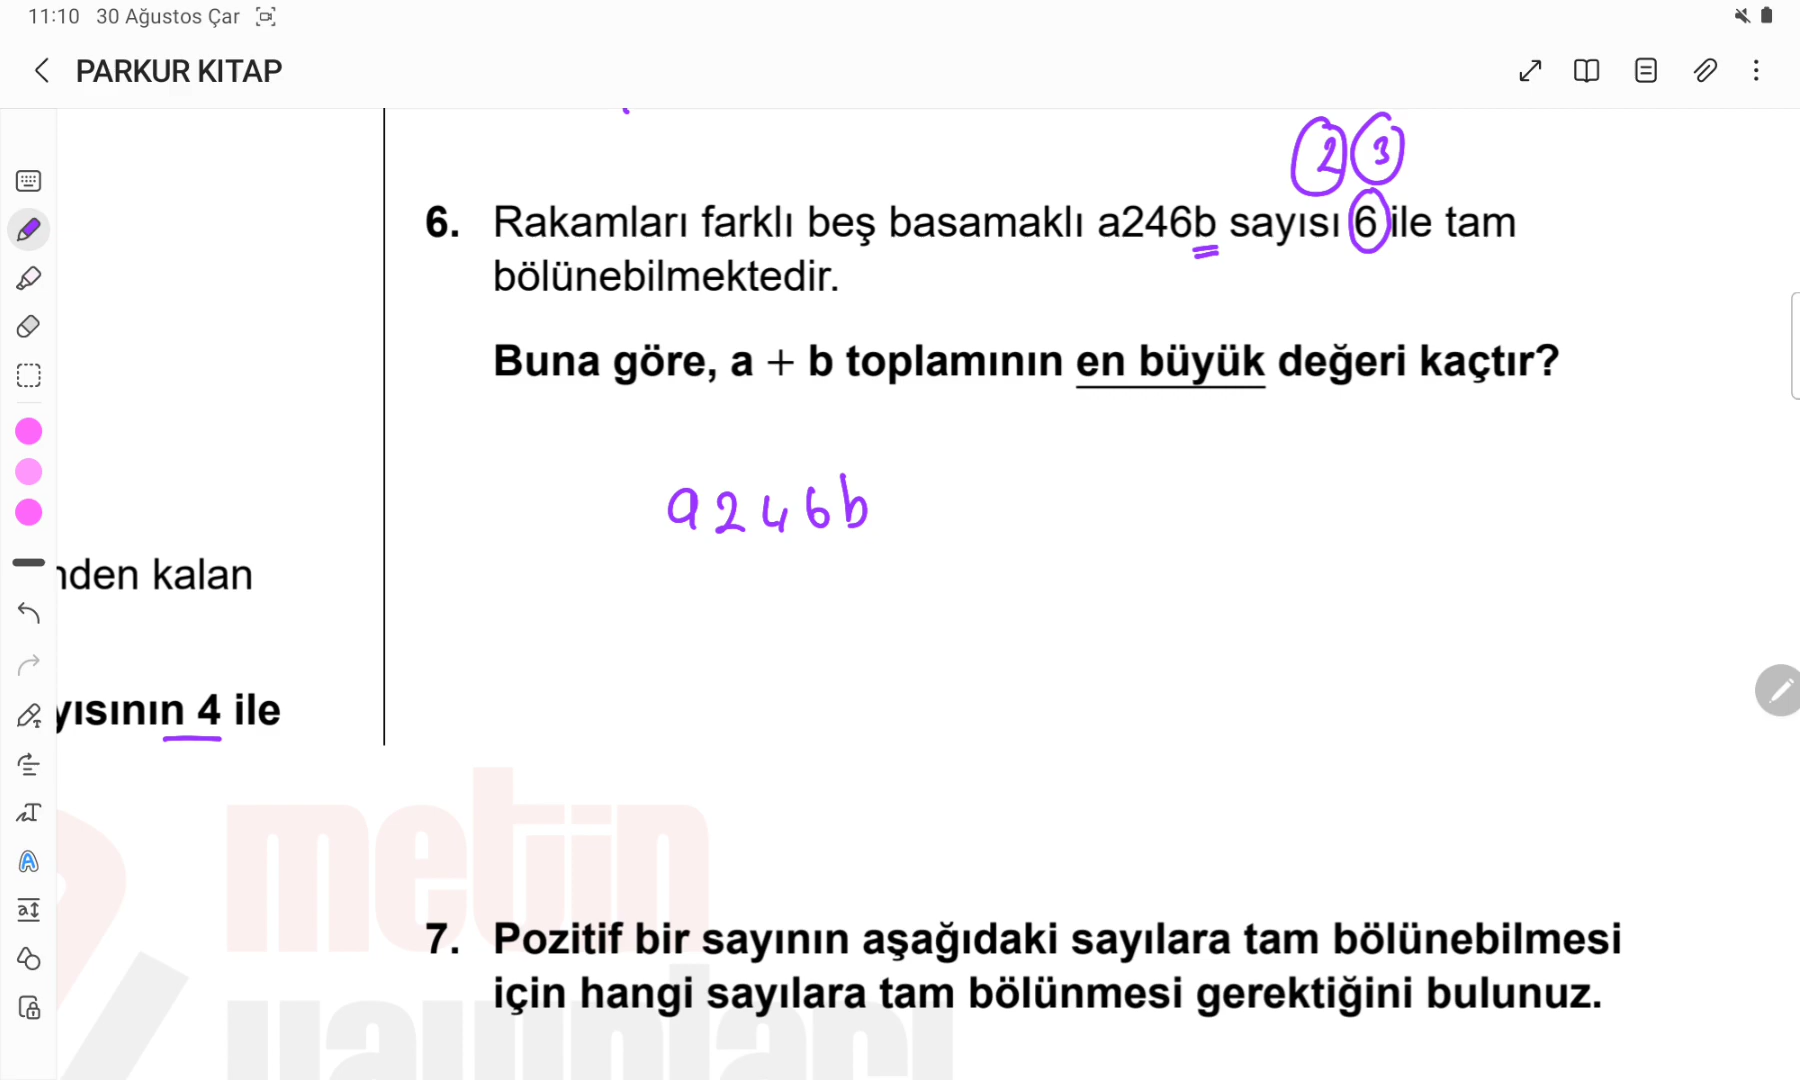 11:10 30 Ağustos Çar
PARKUR KITAP
2 3
6. Rakamları farklı beş basamaklı a246b sayısı 6 ile tam
bölünebilmektedir.
Buna göre, a + b toplamının en büyük değeri kaçtır?
a246b
nden kalan
yısının 4 ile
metin
yayınları
7. Pozitif bir sayının aşağıdaki sayılara tam bölünebilmesi
için hangi sayılara tam bölünmesi gerektiğini bulunuz.